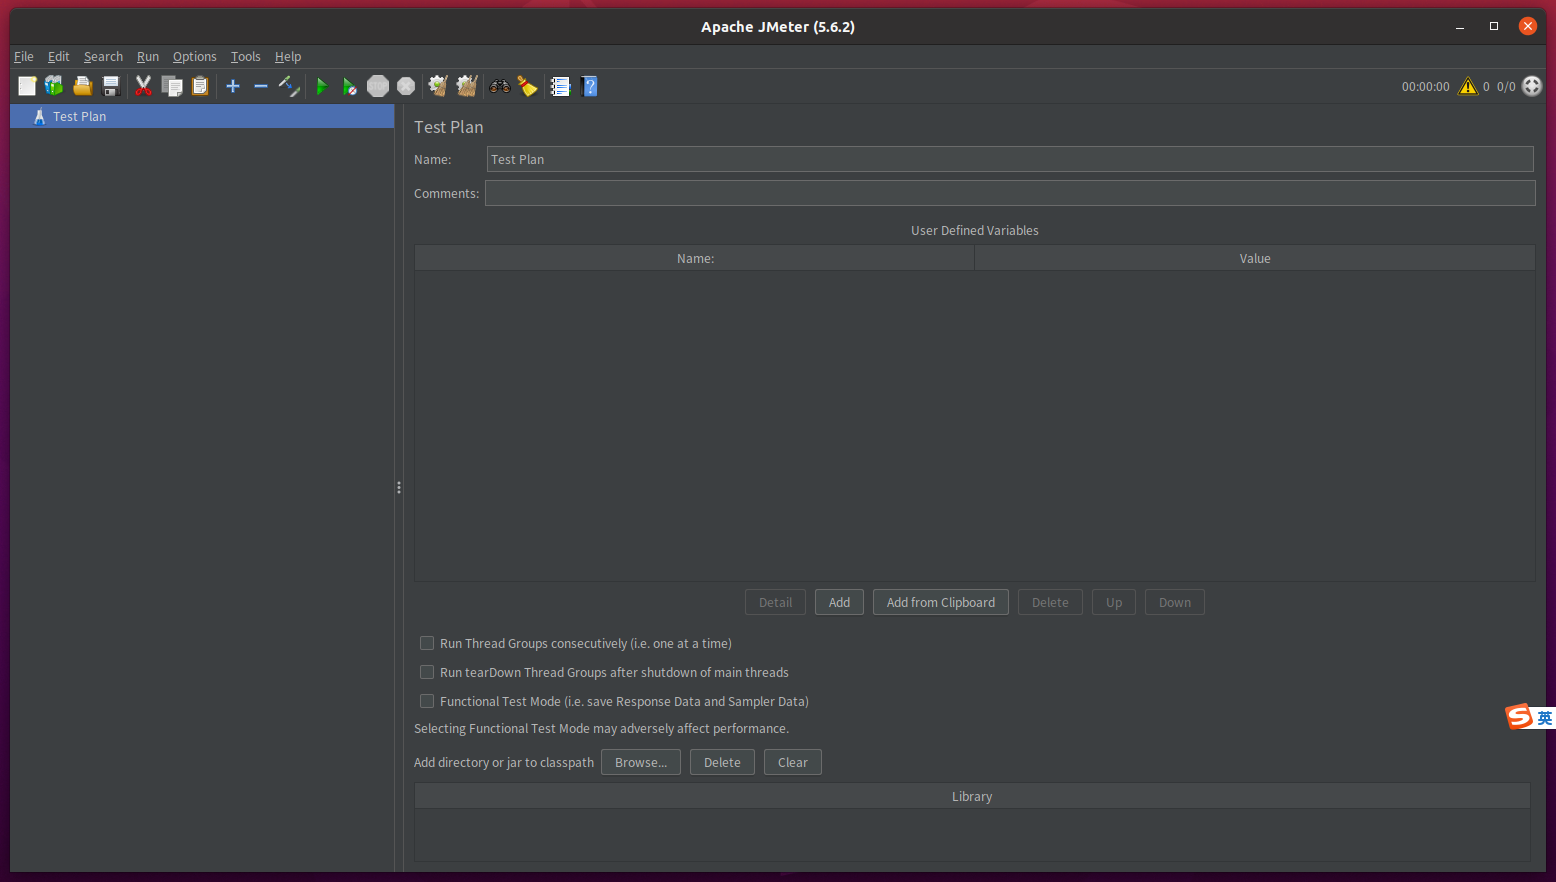 Apache JMeter (5.6.2)
File Edit Search Run Options Tools Help
STOP
00:00:00 0 0/0
Test Plan
Test Plan
Name: Test Plan
Comments:
User Defined Variables
Name: Value
Detail Add Add from Clipboard Delete Up Down
Run Thread Groups consecutively (i.e. one at a time)
Run tearDown Thread Groups after shutdown of main threads
Functional Test Mode (i.e. save Response Data and Sampler Data)
英
Selecting Functional Test Mode may adversely affect performance.
Add directory or jar to classpath Browse... Delete Clear
Library